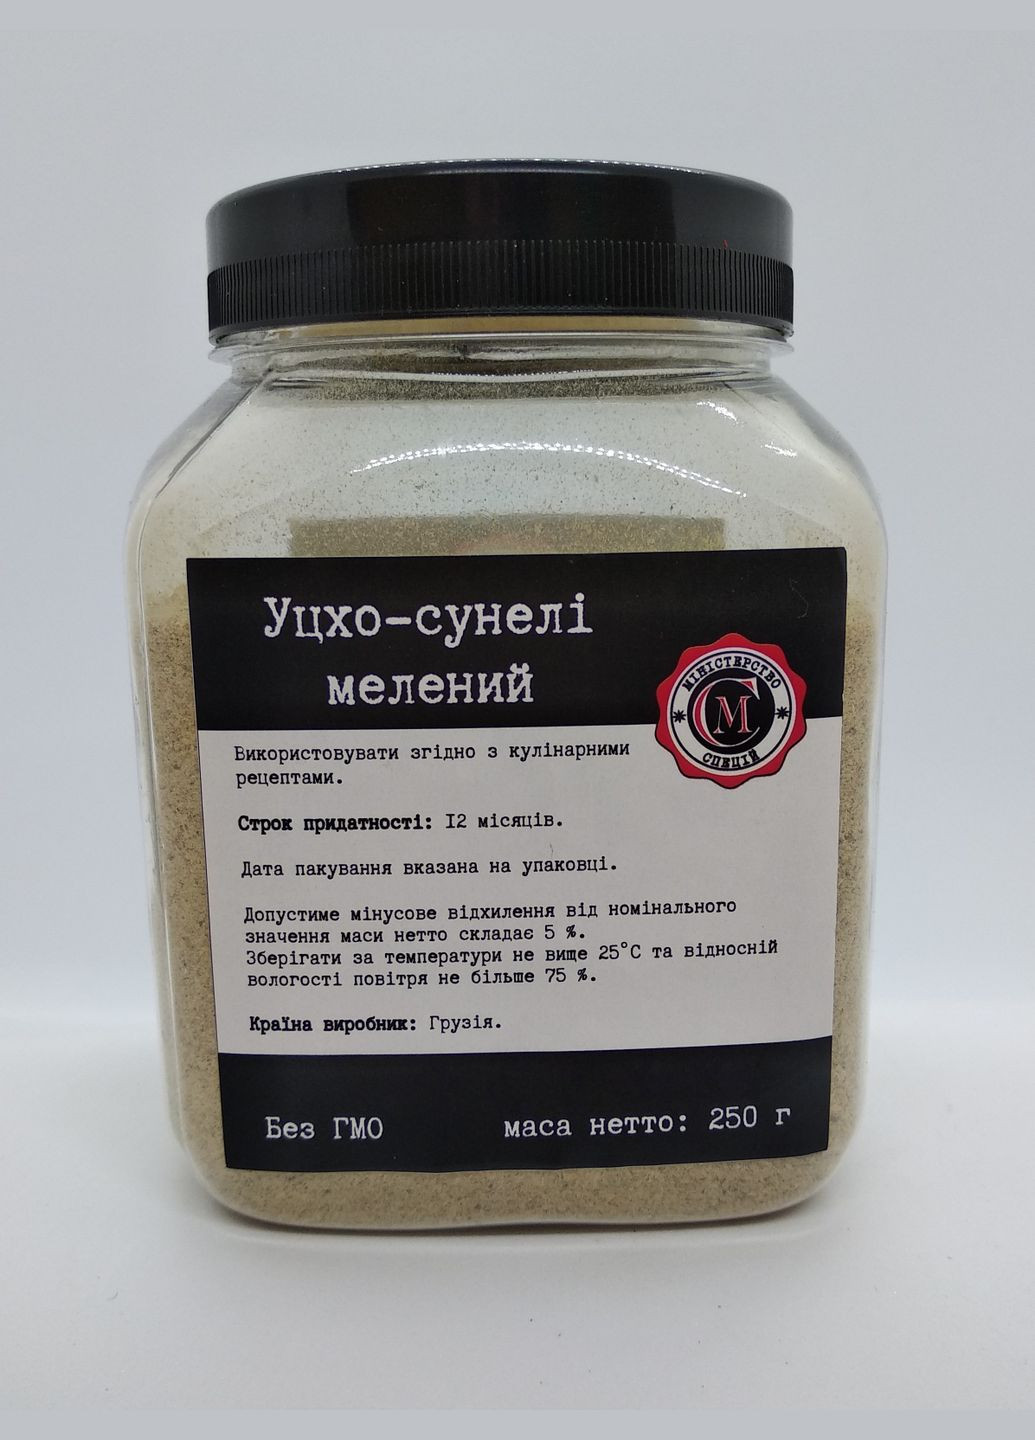 Уцхо-сунелі
мелений
МІНІСТЕРСТВО
СМ
СПЕЦІЙ
Використовувати згідно з кулінарними
рецептами.
Строк придатності: I2 місяців.
Дата пакування вказана на упаковці.
Допустиме мінусове відхилення від номінального
значення маси нетто складає 5 %.
Зберігати за температури не вище 25°С та відносній
вологості повітря не більше 75 %.
Країна виробник: Грузія.
Без ГМО
маса нетто: 250 г